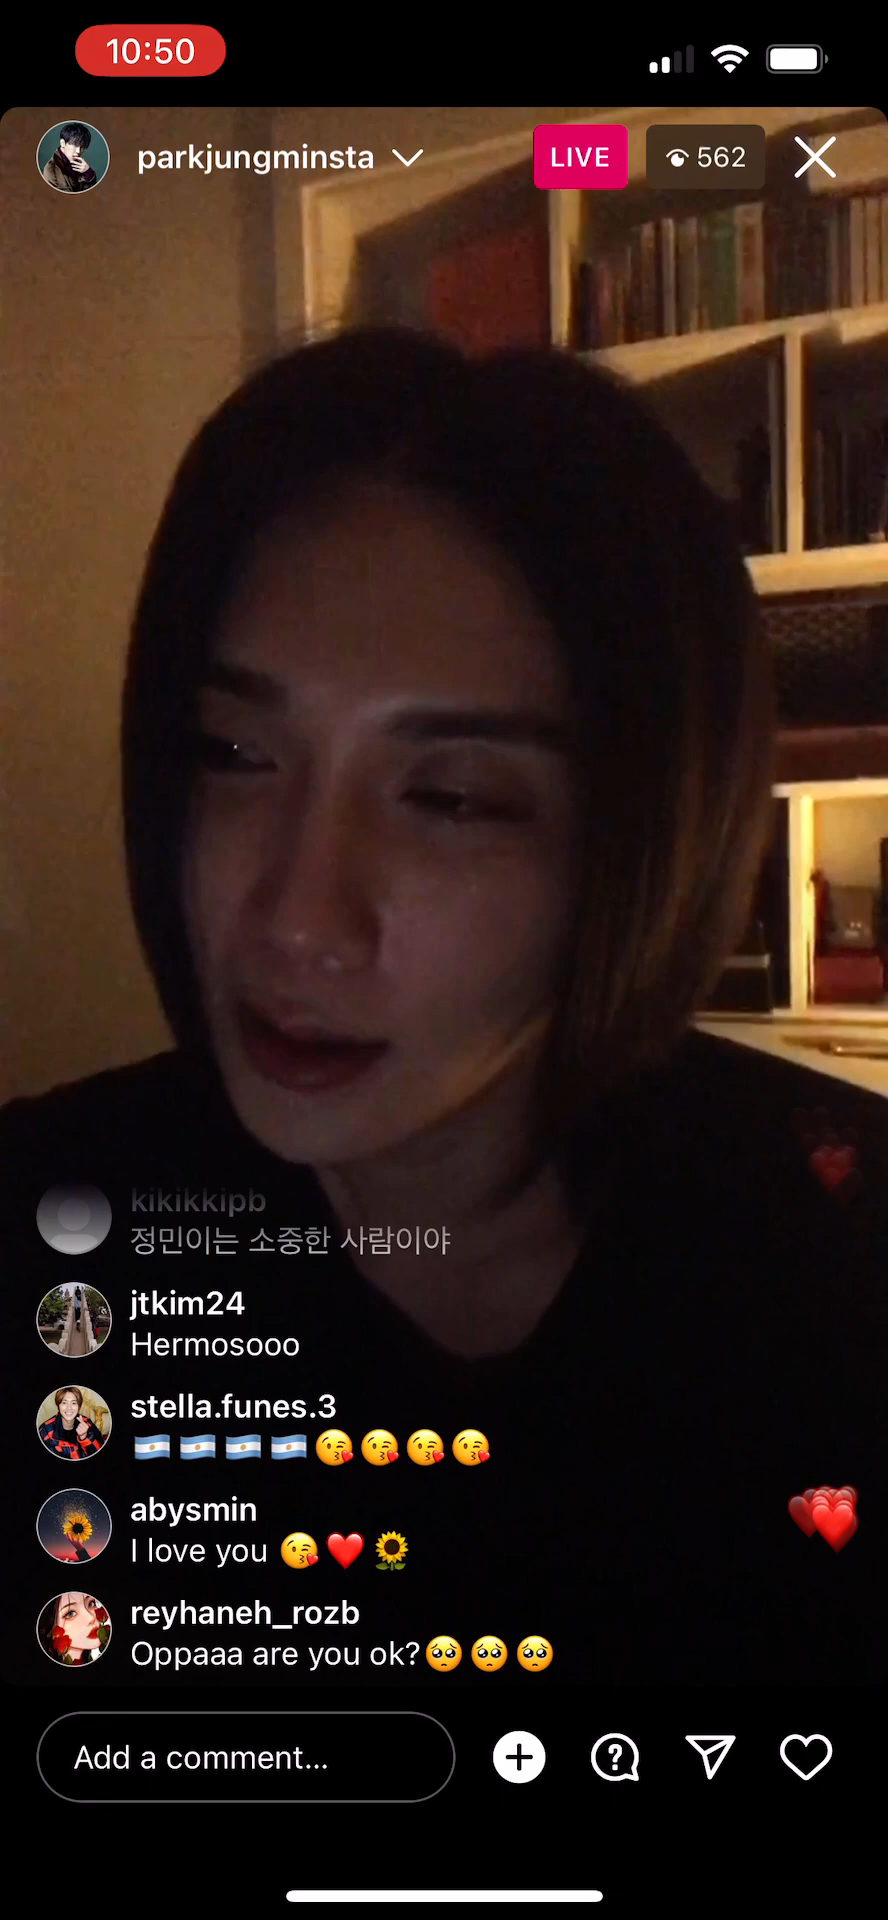 10:50
parkjungminsta
LIVE
562
kikikkipb
정민이는 소중한 사람이야
jtkim24
Hermosooo
stella.funes.3
🇦🇷🇦🇷🇦🇷🇦🇷😘😘😘😘
abysmin
I love you 😘❤️🌻
reyhaneh_rozb
Oppaaa are you ok?🥺🥺🥺
Add a comment...